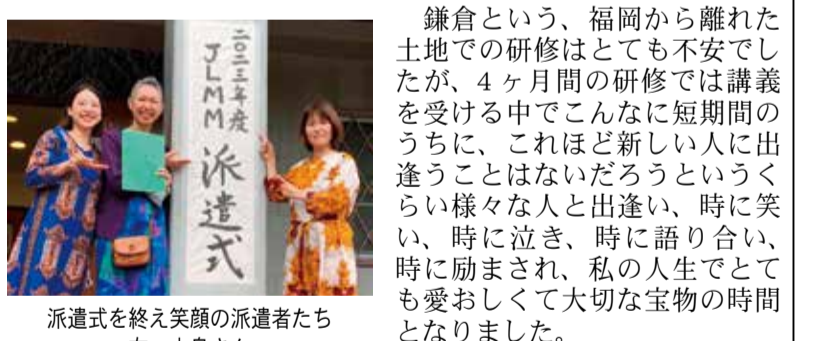 二〇二三年度
JLMM
派遣式
派遣式を終え笑顔の派遣者たち
鎌倉という、福岡から離れた
土地での研修はとても不安でし
たが、4ヶ月間の研修では講義
を受ける中でこんなに短期間の
うちに、これほど新しい人に出
逢うことはないだろうというく
らい様々な人と出逢い、時に笑
い、時に泣き、時に語り合い、
時に励まされ、私の人生でとて
も愛おしくて大切な宝物の時間
となりました。